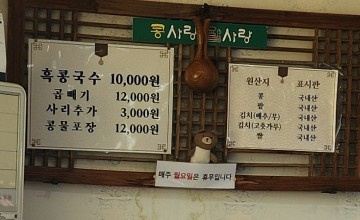 콩사랑 쌀사랑
흑콩국수 10,000원
곱빼기 12,000원
사리추가 3,000원
콩물포장 12,000원
원산지 표시판
콩 국내산
쌀 국내산
김치(배추/무) 국내산
김치(고춧가루) 국내산
쌀 국내산
매주 월요일은 휴무입니다